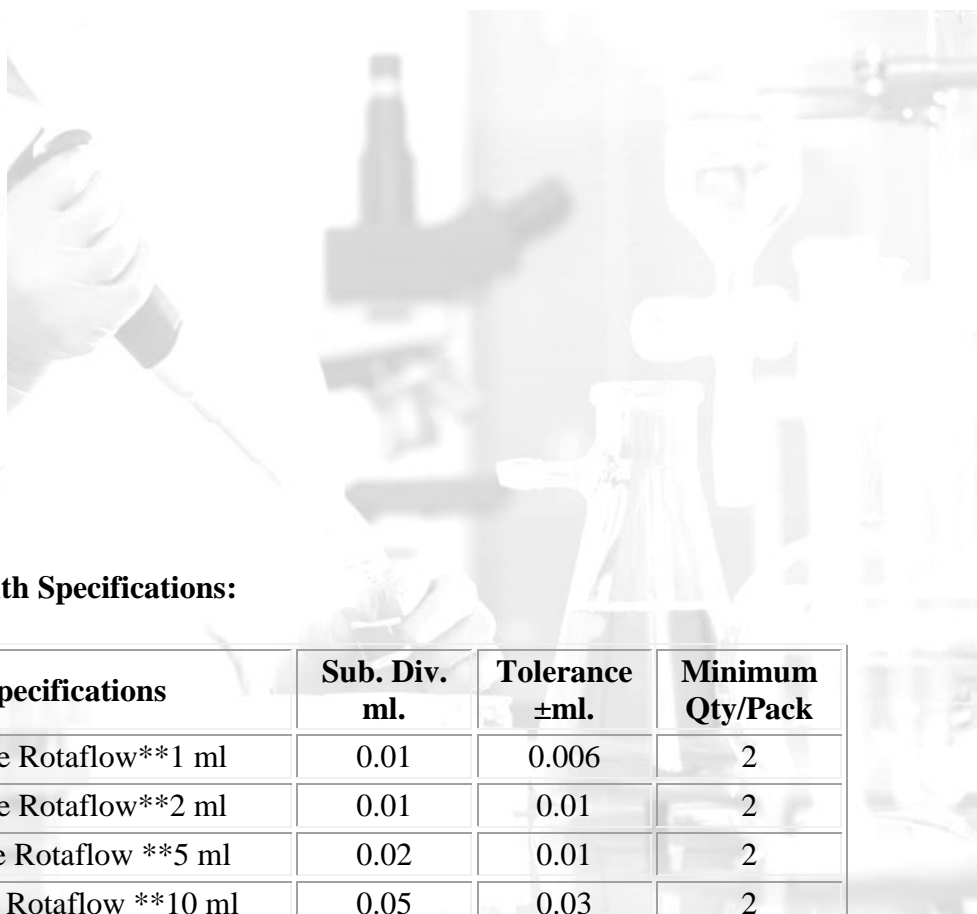 Specifications:
Sub. Div. Tolerance Minimum
ml. ±ml. Qty/Pack
Rotaflow**1 ml 0.01 0.006 2
Rotaflow**2 ml 0.01 0.01 2
Rotaflow **5 ml 0.02 0.01 2
Rotaflow **10 ml 0.05 0.03 2